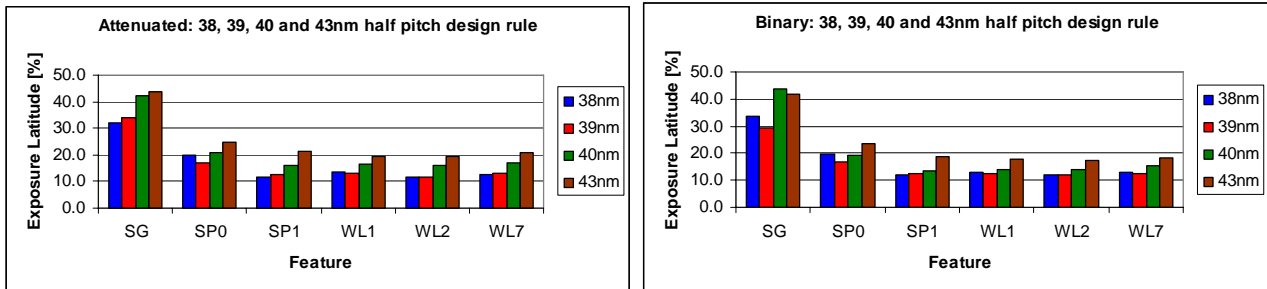 Attenuated: 38, 39, 40 and 43nm half pitch design rule
Exposure Latitude [%]
50.0
40.0
30.0
20.0
10.0
0.0
SG SP0 SP1 WL1 WL2 WL7
Feature
38nm
39nm
40nm
43nm
Binary: 38, 39, 40 and 43nm half pitch design rule
Exposure Latitude [%]
50.0
40.0
30.0
20.0
10.0
0.0
SG SP0 SP1 WL1 WL2 WL7
Feature
38nm
39nm
40nm
43nm